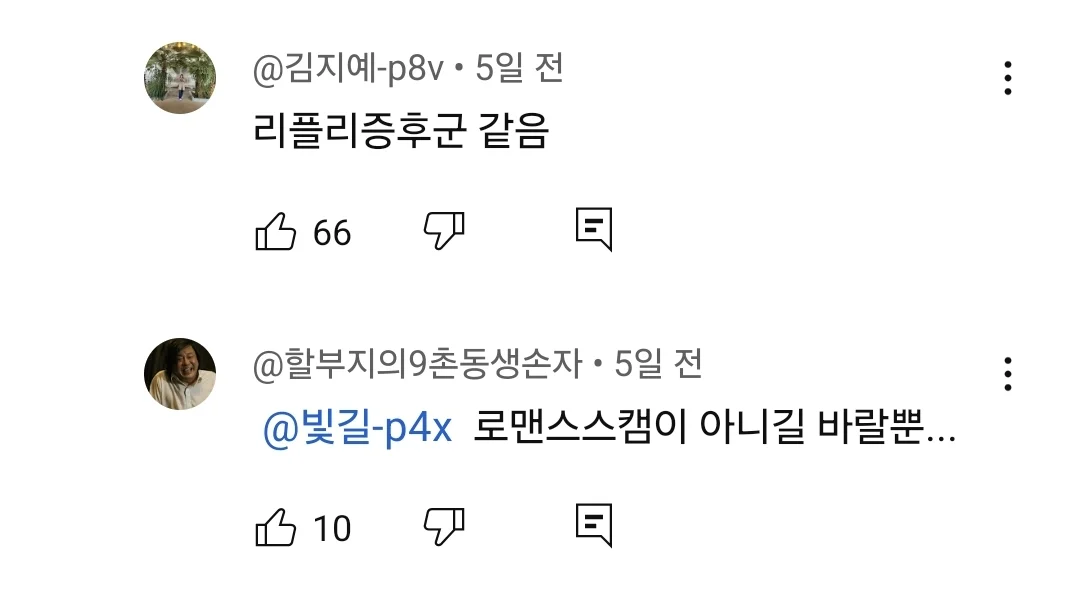 @김지예-p8v • 5일 전
리플리증후군 같음
66
@할부지의9촌동생손자 • 5일 전
@빛길-p4x 로맨스스캠이 아니길 바랄뿐...
10